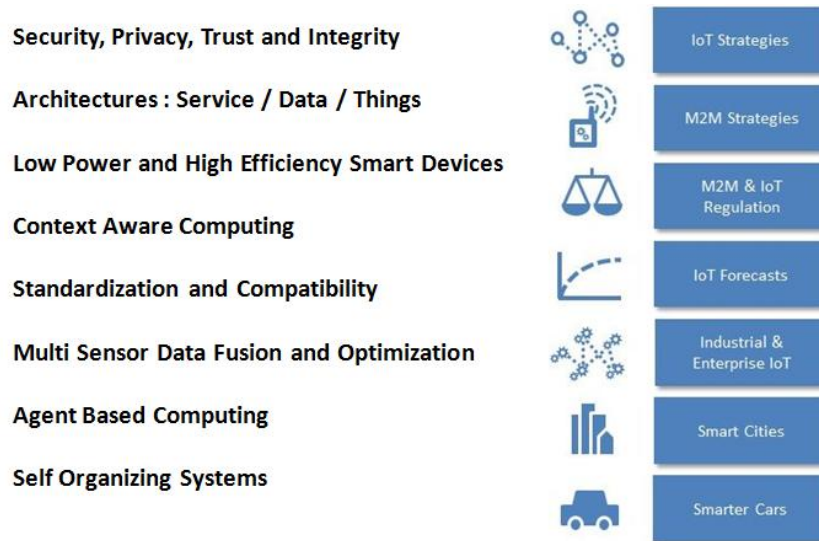 Security, Privacy, Trust and Integrity
Architectures : Service / Data / Things
Low Power and High Efficiency Smart Devices
Context Aware Computing
Standardization and Compatibility
Multi Sensor Data Fusion and Optimization
Agent Based Computing
Self Organizing Systems
IoT Strategies
M2M Strategies
M2M & IoT
Regulation
IoT Forecasts
Industrial &
Enterprise IoT
Smart Cities
Smarter Cars